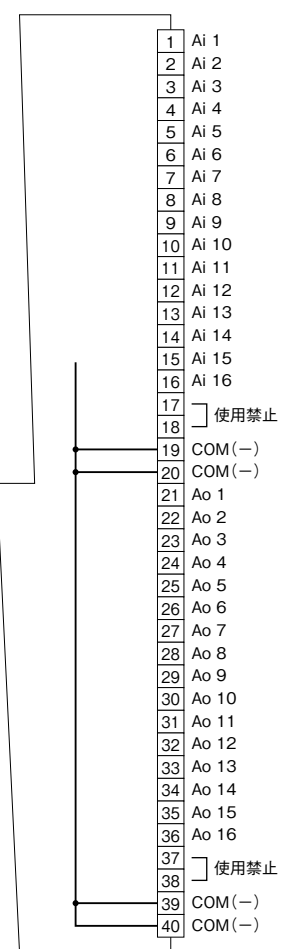 1 Ai 1
2 Ai 2
3 Ai 3
4 Ai 4
5 Ai 5
6 Ai 6
7 Ai 7
8 Ai 8
9 Ai 9
10 Ai 10
11 Ai 11
12 Ai 12
13 Ai 13
14 Ai 14
15 Ai 15
16 Ai 16
17
使用禁止
18
19 COM(−)
20 COM(−)
21 Ao 1
22 Ao 2
23 Ao 3
24 Ao 4
25 Ao 5
26 Ao 6
27 Ao 7
28 Ao 8
29 Ao 9
30 Ao 10
31 Ao 11
32 Ao 12
33 Ao 13
34 Ao 14
35 Ao 15
36 Ao 16
37
使用禁止
38
39 COM(−)
40 COM(−)